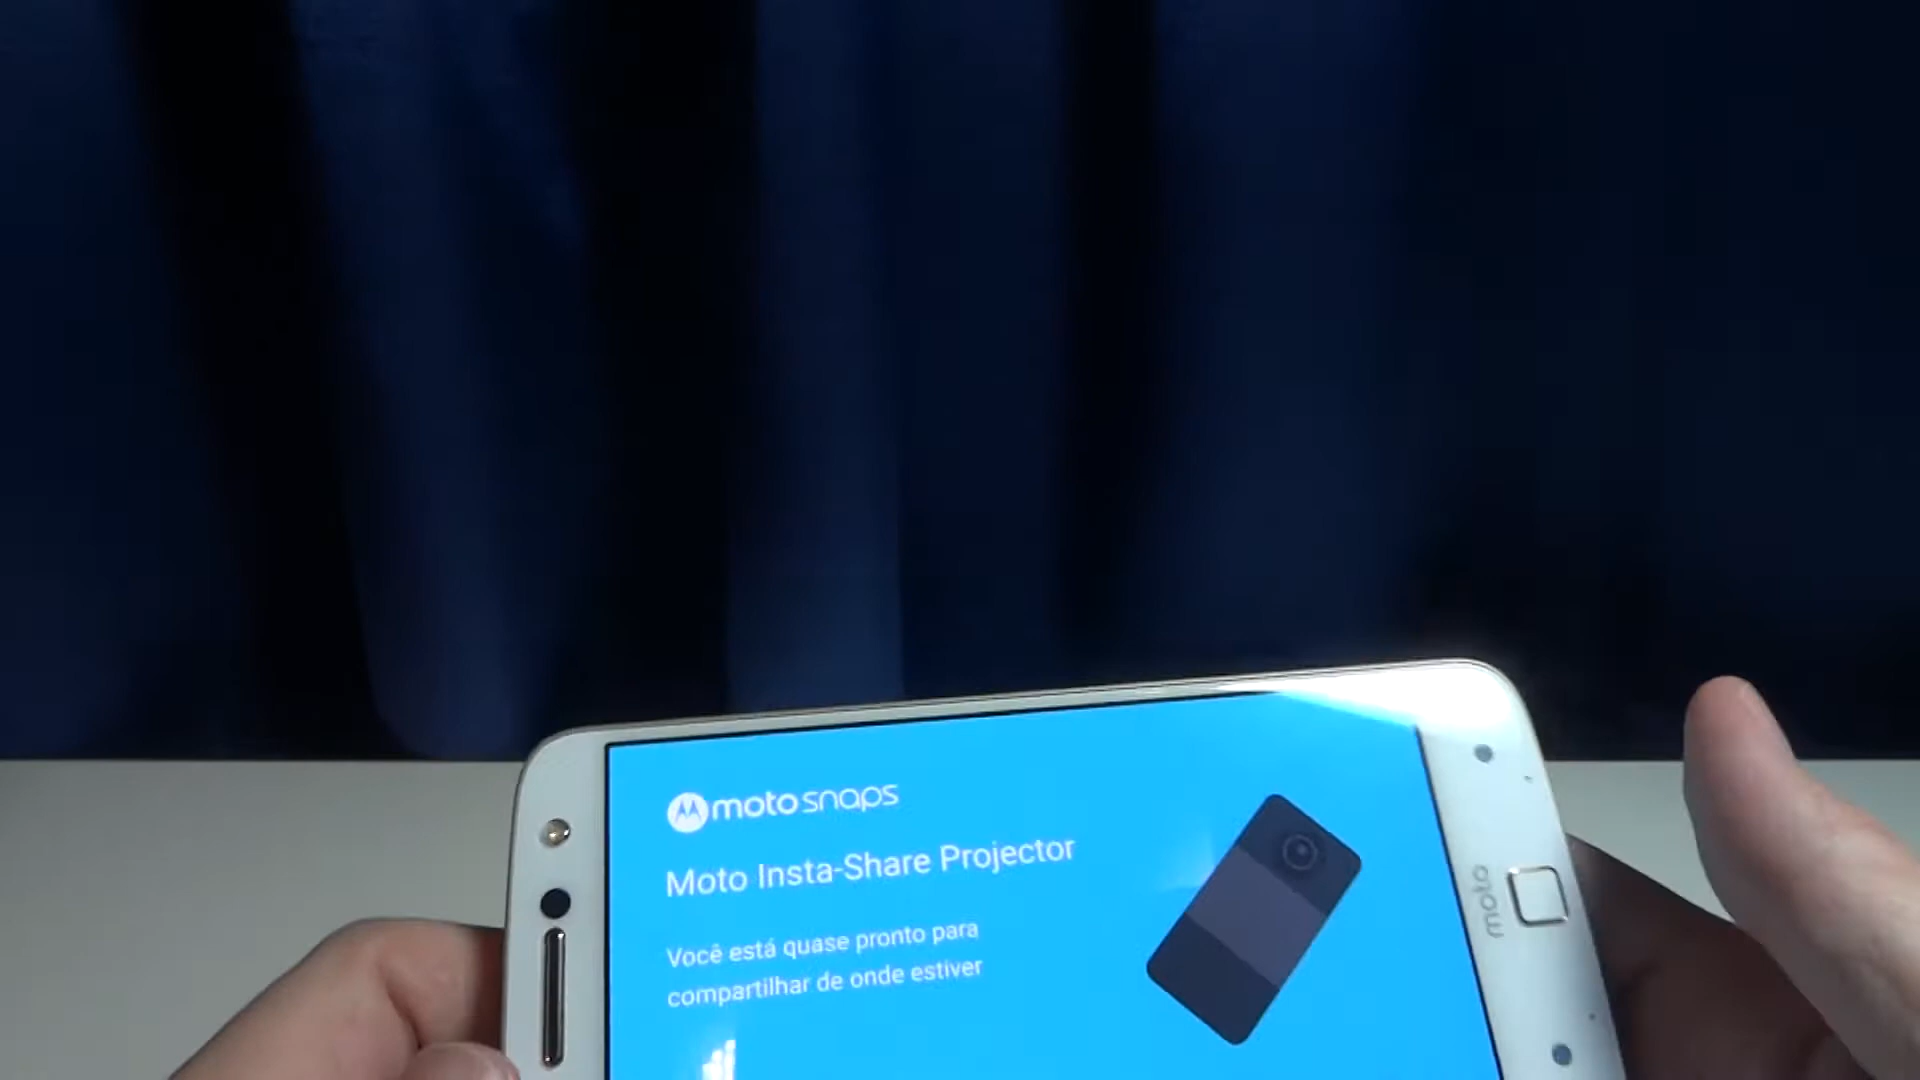 moto snaps
Moto Insta-Share Projector
Você está quase pronto para
compartilhar de onde estiver
moto